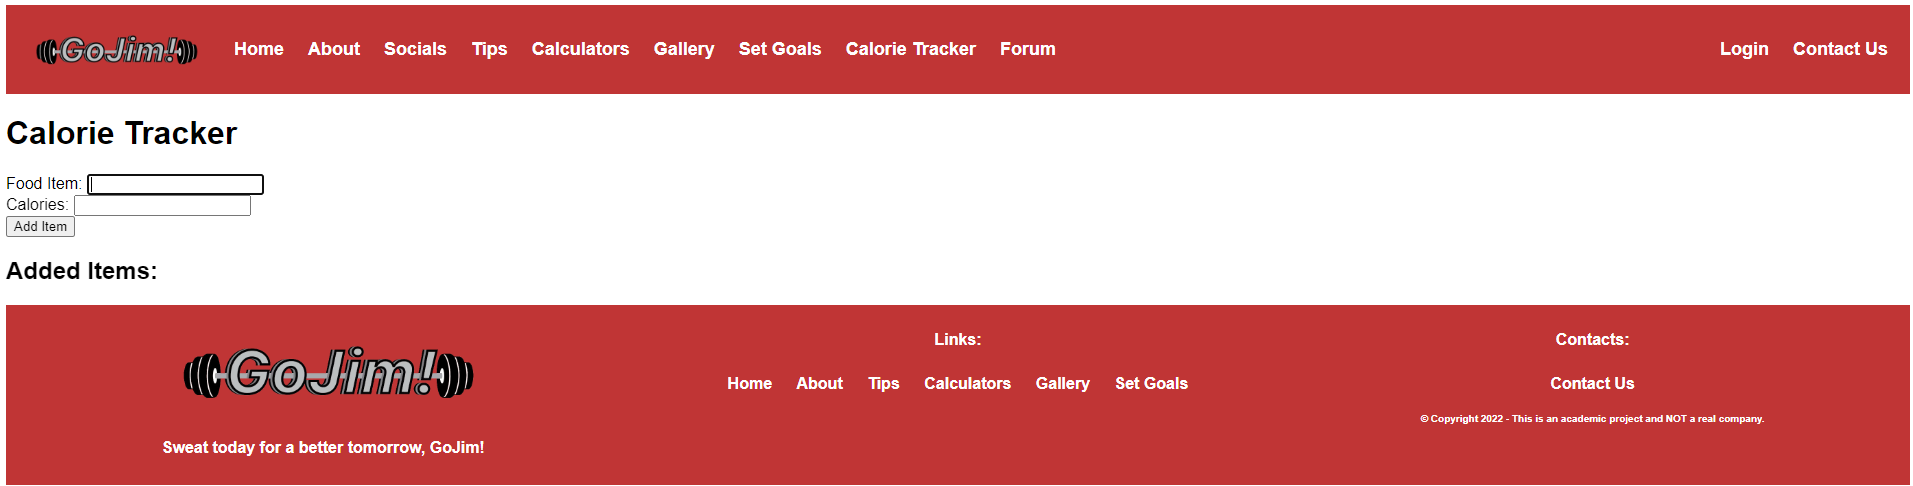 GoJim! Home About Socials Tips Calculators Gallery Set Goals Calorie Tracker Forum Login Contact Us
Calorie Tracker
Food Item:
Calories:
Add Item
Added Items:
GoJim!
Sweat today for a better tomorrow, GoJim!
Links:
Home About Tips Calculators Gallery Set Goals
Contacts:
Contact Us
© Copyright 2022 - This is an academic project and NOT a real company.